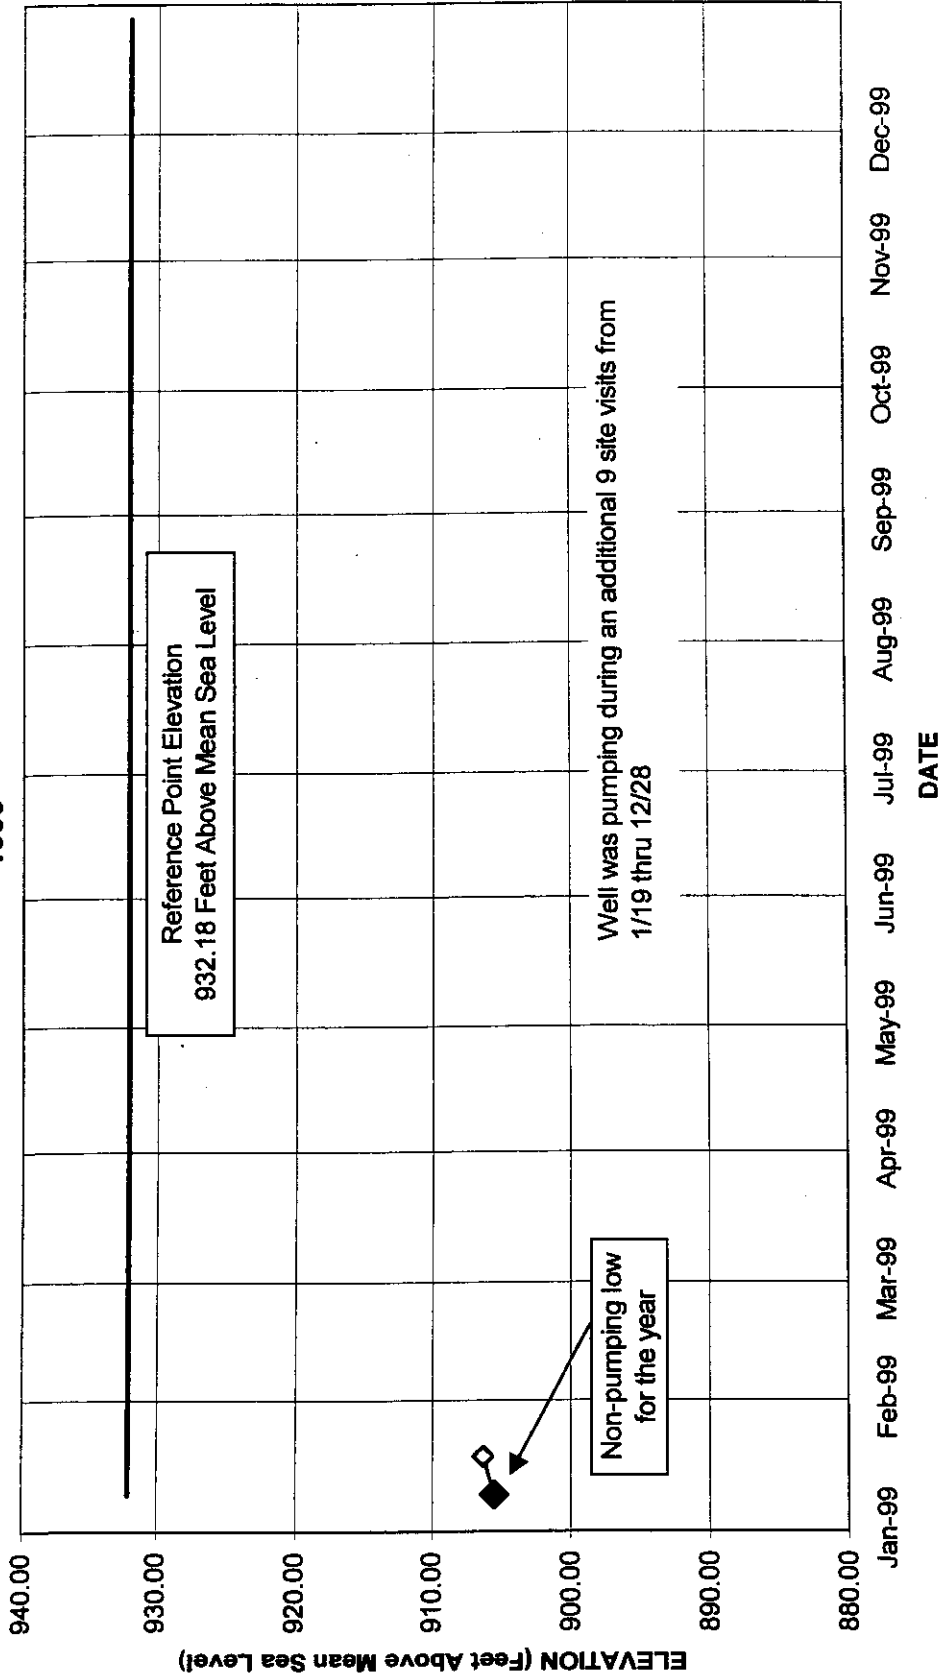 940.00
930.00
920.00
910.00
900.00
890.00
880.00
ELEVATION (Feet Above Mean Sea Level)
Reference Point Elevation
932.18 Feet Above Mean Sea Level
Well was pumping during an additional 9 site visits from
1/19 thru 12/28
Non-pumping low
for the year
Jan-99 Feb-99 Mar-99 Apr-99 May-99 Jun-99 Jul-99 Aug-99 Sep-99 Oct-99 Nov-99 Dec-99
DATE